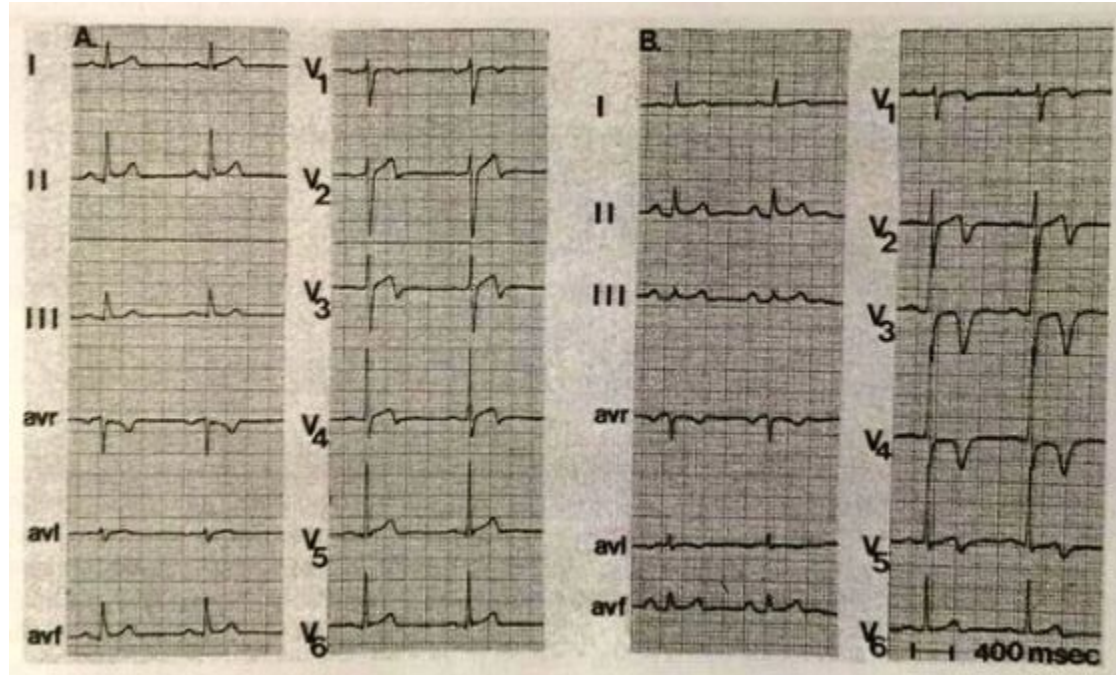 A.
I
II
III
avr
avl
avf
V1
V2
V3
V4
V5
V6
B.
I
II
III
avr
avl
avf
V1
V2
V3
V4
V5
V6
400 msec